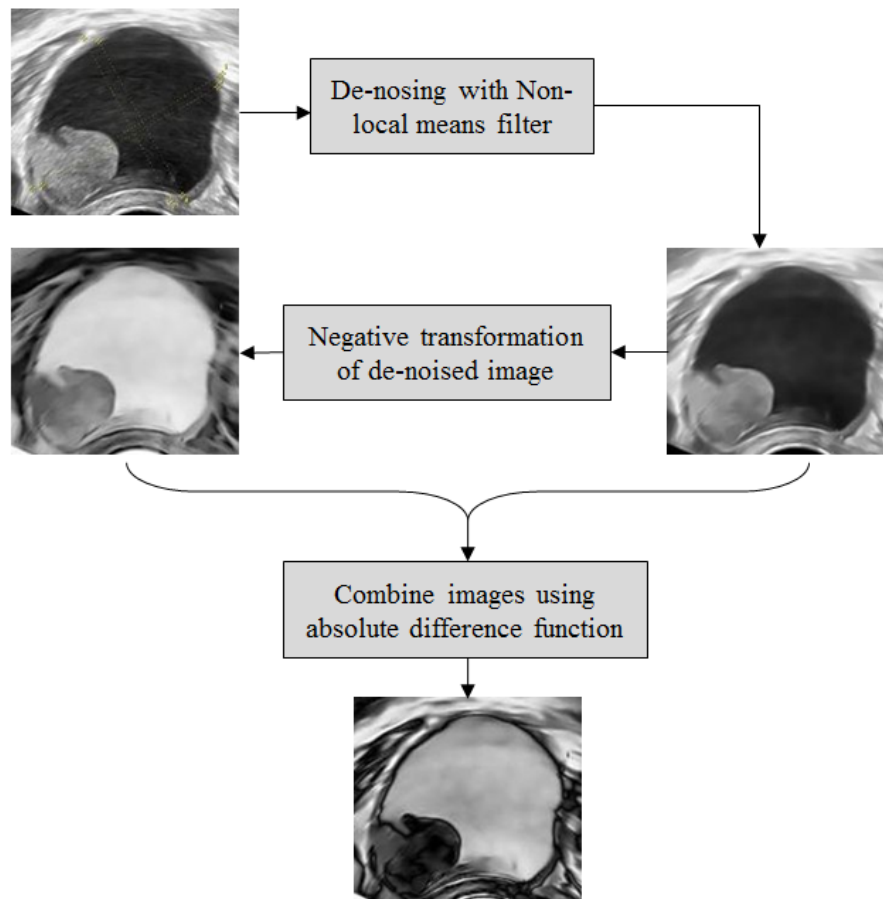 De-nosing with Non-
local means filter
Negative transformation
of de-noised image
Combine images using
absolute difference function